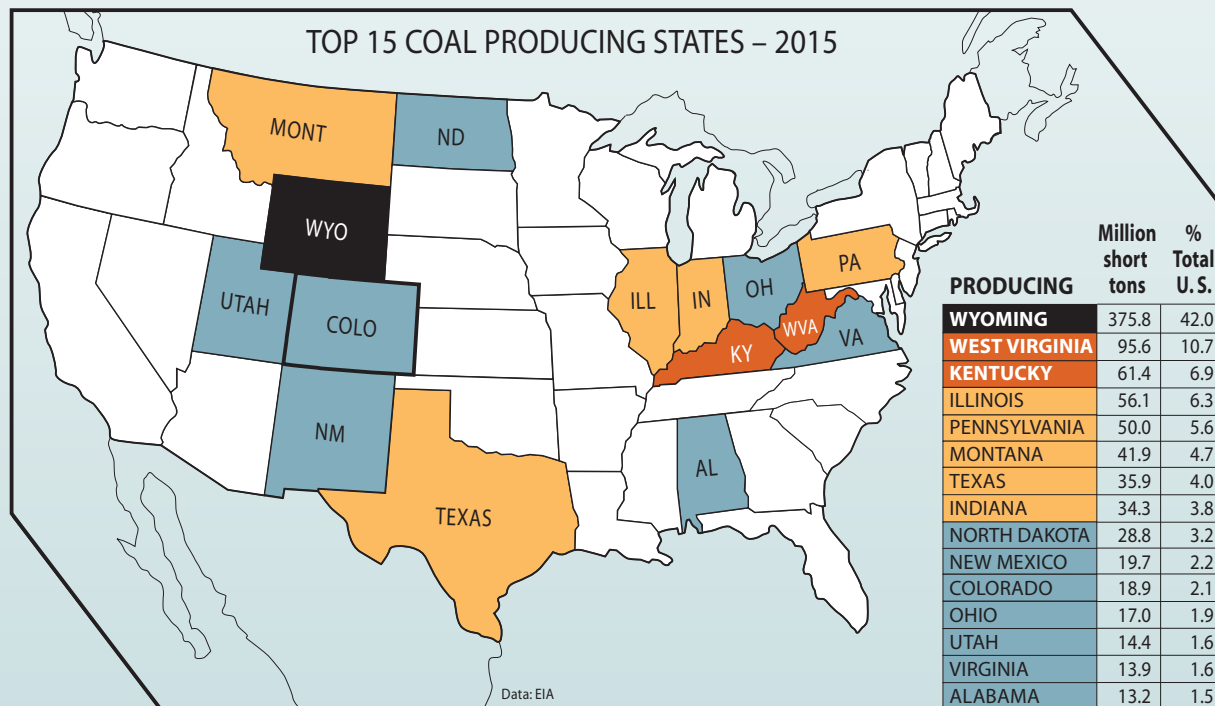 TOP 15 COAL PRODUCING STATES – 2015
MONT
ND
WYO
UTAH
COLO
NM
TEXAS
ILL
IN
OH
PA
KY
WVA
VA
AL
Data: EIA
Million %
short Total
PRODUCING tons U. S.
WYOMING 375.8 42.0
WEST VIRGINIA 95.6 10.7
KENTUCKY 61.4 6.9
ILLINOIS 56.1 6.3
PENNSYLVANIA 50.0 5.6
MONTANA 41.9 4.7
TEXAS 35.9 4.0
INDIANA 34.3 3.8
NORTH DAKOTA 28.8 3.2
NEW MEXICO 19.7 2.2
COLORADO 18.9 2.1
OHIO 17.0 1.9
UTAH 14.4 1.6
VIRGINIA 13.9 1.6
ALABAMA 13.2 1.5